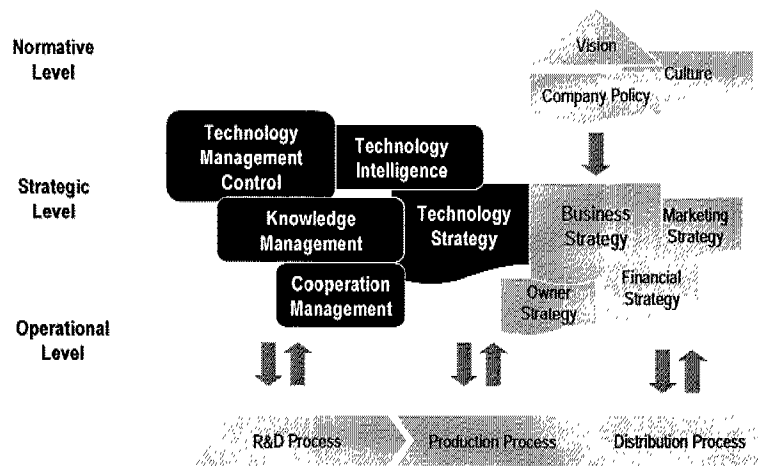 Normative
Level
Vision
Culture
Company Policy
Technology
Management
Control
Technology
Intelligence
Strategic
Level
Knowledge
Management
Technology
Strategy
Business
Strategy
Marketing
Strategy
Cooperation
Management
Owner
Strategy
Financial
Strategy
Operational
Level
R&D Process
Production Process
Distribution Process